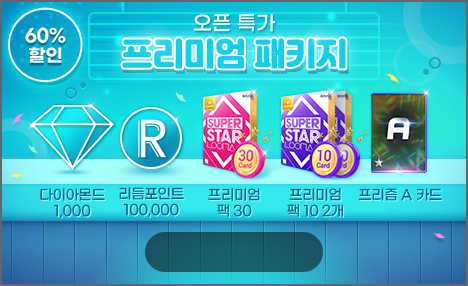 60%
할인
오픈 특가
프리미엄 패키지
R
SUPER
STAR
LOONA
30
Card
SUPER
STAR
LOONA
10
Card
A
다이아몬드
1,000
리듬포인트
100,000
프리미엄
팩 30
프리미엄
팩 10 2개
프리즘 A 카드